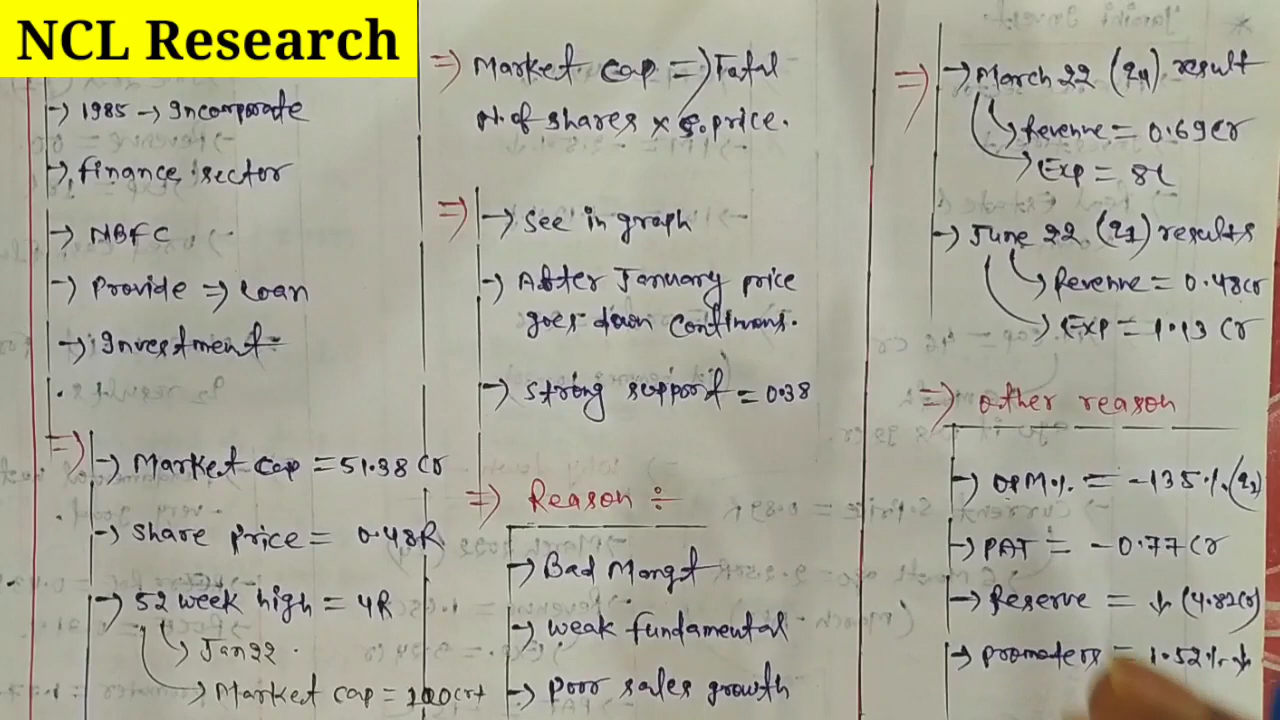 NCL Research
→ 1985 → Incorporate
→ finance sector
→ NBFC
→ Provide ⇒ Loan
→ Investment
⇒ → Market cap = 51.38 Cr
→ Share price = 0.48R
→ 52 week high = 4R
→ Jan 22
→ Market cap = 200cr+
⇒ Market cap ⇒ Total
N. of shares × S. price.
⇒ → See in graph
→ After January price
goes down continuous.
→ Strong support = 0.38
⇒ Reason ÷
→ Bad Mangt
→ weak fundamental
→ Poor sales growth
⇒ → March 22 (Q4) result
→ Revenue = 0.69Cr
→ Exp = 8L
→ June 22 (Q1) results
→ Revenue = 0.48cr
→ Exp = 1.13 Cr
⇒ Other reason
→ OPM% = -135% (Q1)
→ PAT = -0.77Cr
→ Reserve = ↓ (4.82Cr)
→ promoters = 1.52% ↓